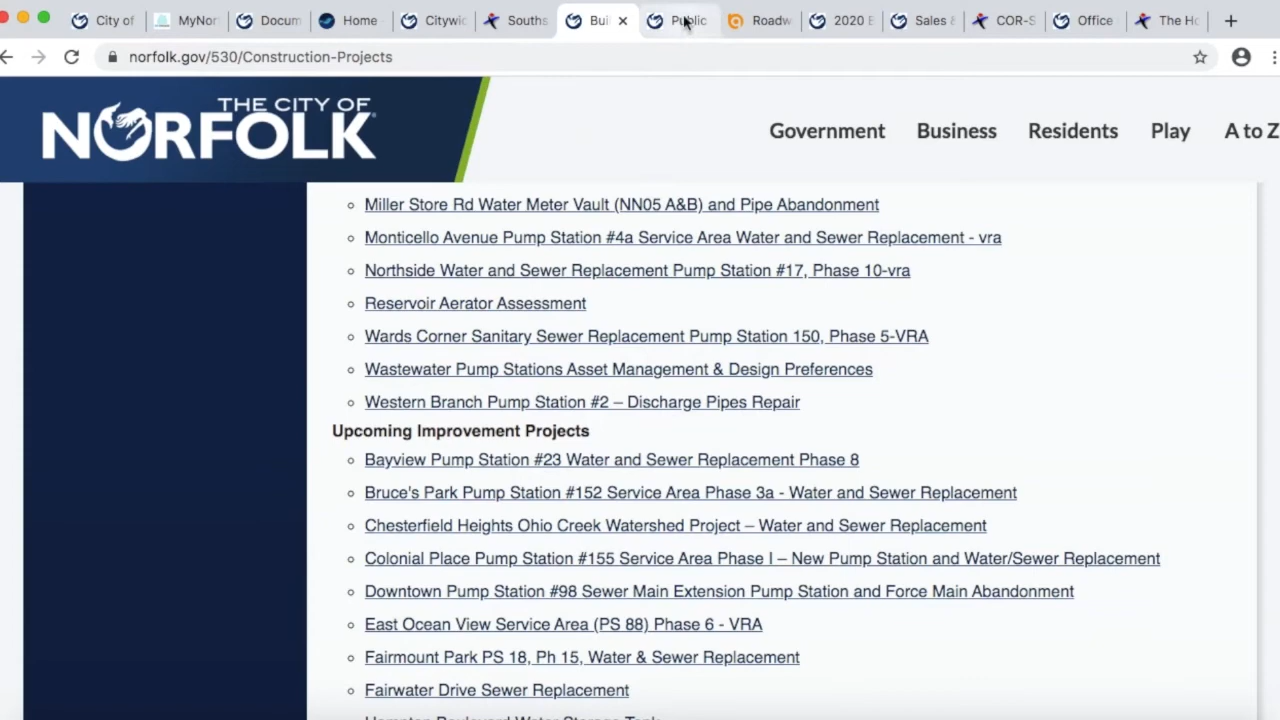 City of
MyNor
Docum
Home
Citywi
Souths
Bui
Public
Roadw
2020 E
Sales &
COR-S
Office
The Ho
norfolk.gov/530/Construction-Projects
THE CITY OF
NORFOLK
Government
Business
Residents
Play
A to Z
Miller Store Rd Water Meter Vault (NN05 A&B) and Pipe Abandonment
Monticello Avenue Pump Station #4a Service Area Water and Sewer Replacement - vra
Northside Water and Sewer Replacement Pump Station #17, Phase 10-vra
Reservoir Aerator Assessment
Wards Corner Sanitary Sewer Replacement Pump Station 150, Phase 5-VRA
Wastewater Pump Stations Asset Management & Design Preferences
Western Branch Pump Station #2 – Discharge Pipes Repair
Upcoming Improvement Projects
Bayview Pump Station #23 Water and Sewer Replacement Phase 8
Bruce's Park Pump Station #152 Service Area Phase 3a - Water and Sewer Replacement
Chesterfield Heights Ohio Creek Watershed Project – Water and Sewer Replacement
Colonial Place Pump Station #155 Service Area Phase I – New Pump Station and Water/Sewer Replacement
Downtown Pump Station #98 Sewer Main Extension Pump Station and Force Main Abandonment
East Ocean View Service Area (PS 88) Phase 6 - VRA
Fairmount Park PS 18, Ph 15, Water & Sewer Replacement
Fairwater Drive Sewer Replacement
Hampton Boulevard Water Storage Tank